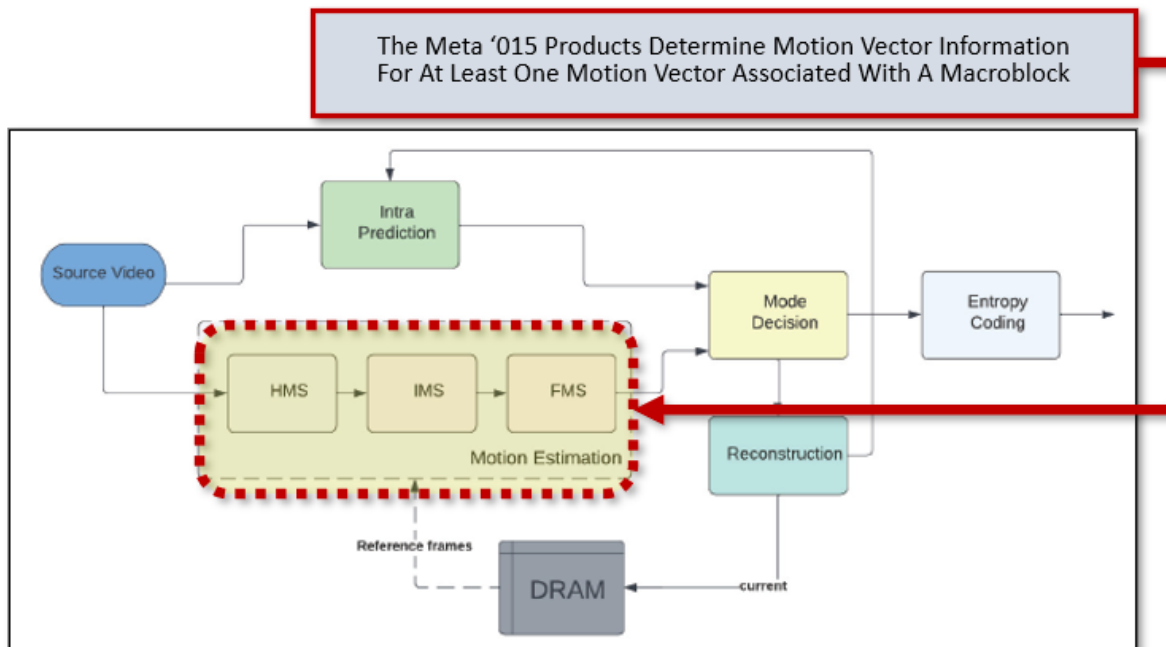 The Meta ‘015 Products Determine Motion Vector Information
For At Least One Motion Vector Associated With A Macroblock
Intra
Prediction
Source Video
Mode
Decision
Entropy
Coding
HMS
IMS
FMS
Motion Estimation
Reconstruction
Reference frames
DRAM
current